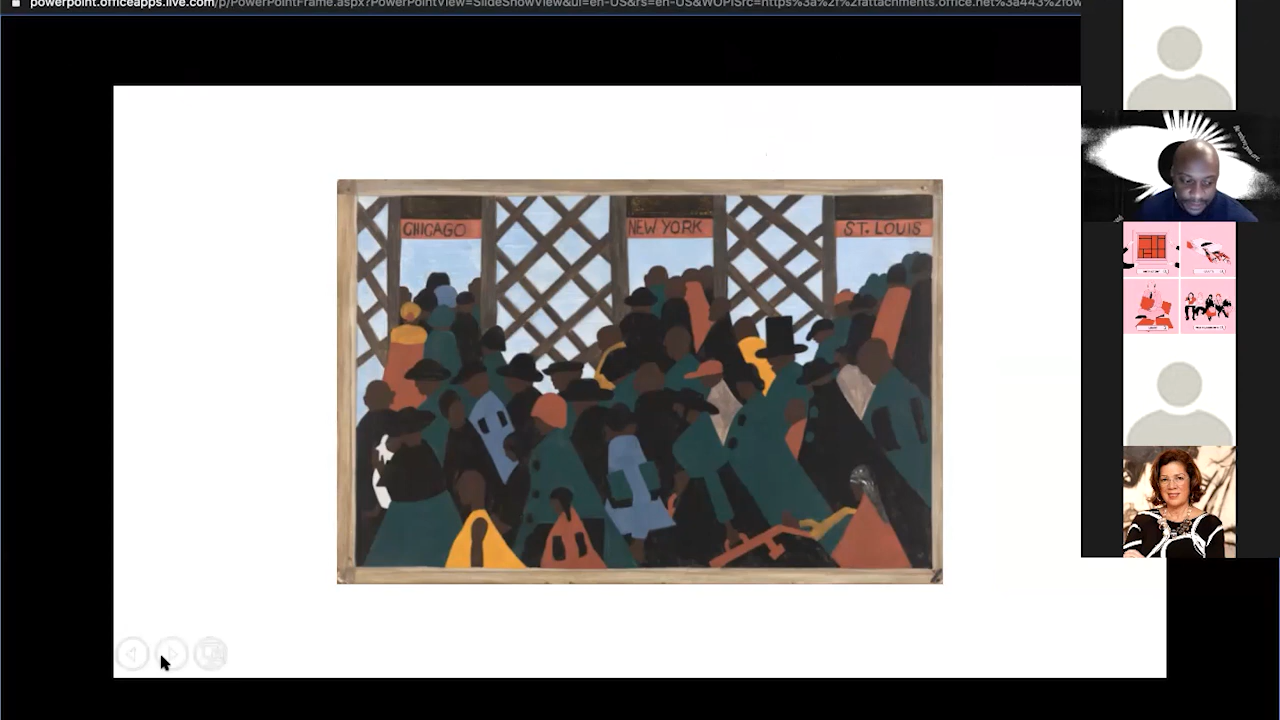 powerpoint.officeapps.live.com/p/PowerPointFrame.aspx?PowerPointView=SlideShowView&ui=en-US&rs=en-US&WOPISrc=https%3a%2f%2fattachments.office.net%3a443%2fow
CHICAGO
NEW YORK
ST. LOUIS